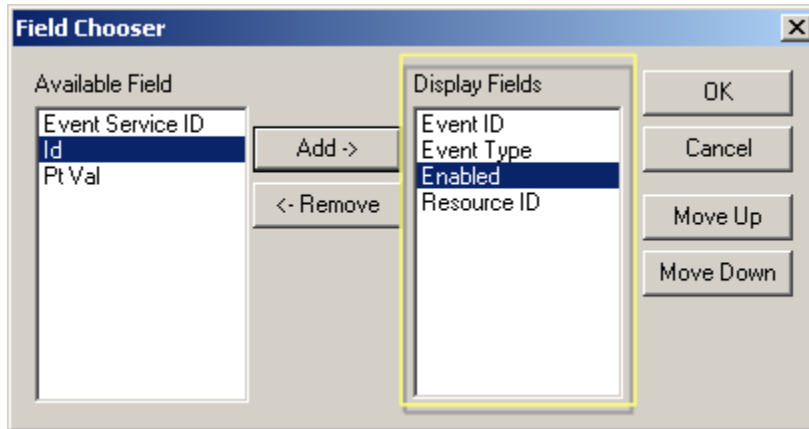 Field Chooser
Available Field
Event Service ID
Id
Pt Val
Add ->
<- Remove
Display Fields
Event ID
Event Type
Enabled
Resource ID
OK
Cancel
Move Up
Move Down